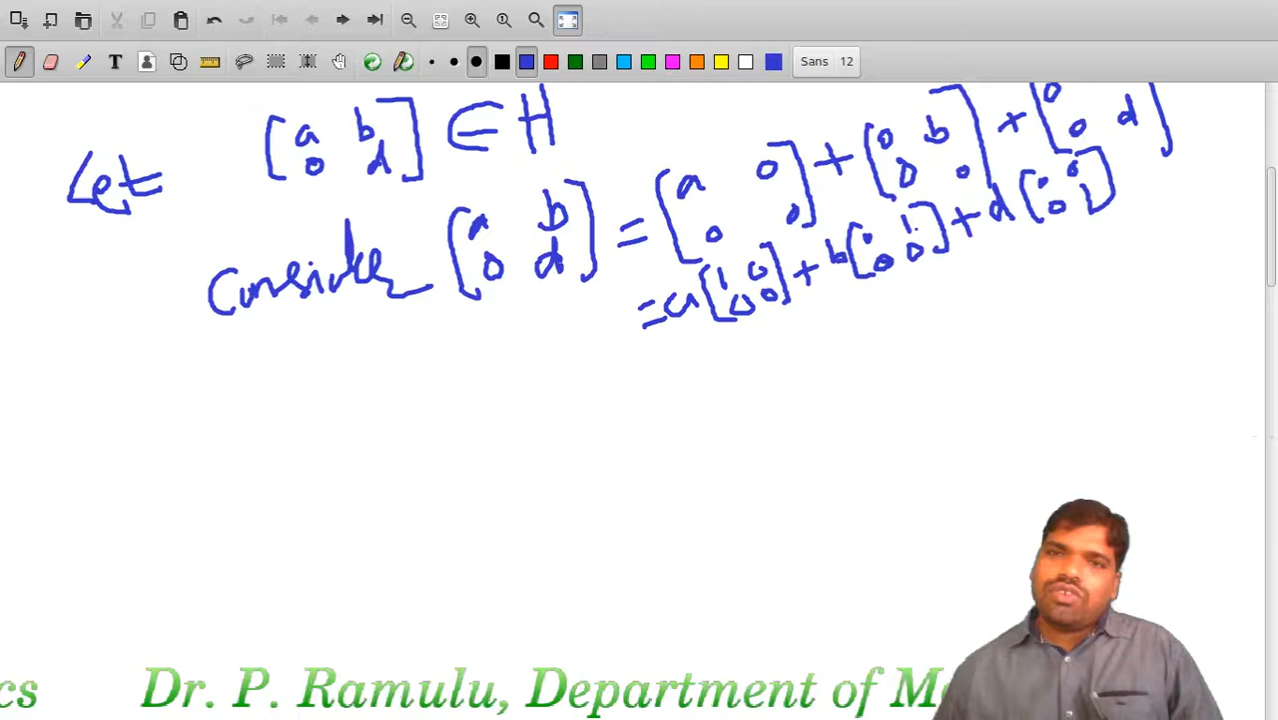 Sans 12
Let [a b 0 d] ∈ H
Consider [a b 0 d] = [a 0 0 0] + [0 b 0 0] + [0 0 d]
= a [1 0 0 0] + b [0 1 0 0] + d [0 0 0 1]
cs Dr. P. Ramulu, Department of M